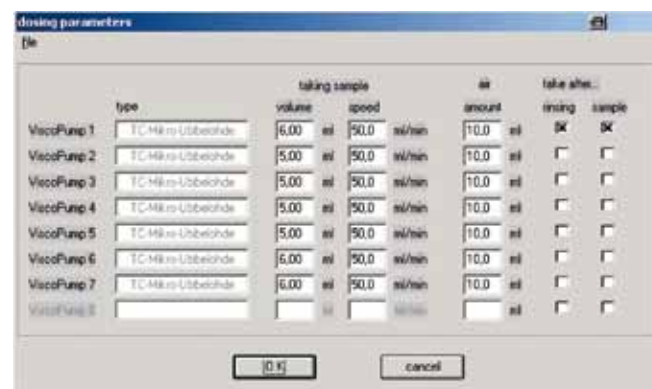 dosing parameters
file
taking sample air take after...
type volume speed amount rinsing sample
ViscoPump 1 TC-Mikro-Ubbelohde 6,00 ml 50,0 ml/min 10,0 ml
ViscoPump 2 TC-Mikro-Ubbelohde 5,00 ml 50,0 ml/min 10,0 ml
ViscoPump 3 TC-Mikro-Ubbelohde 5,00 ml 50,0 ml/min 10,0 ml
ViscoPump 4 TC-Mikro-Ubbelohde 5,00 ml 50,0 ml/min 10,0 ml
ViscoPump 5 TC-Mikro-Ubbelohde 5,00 ml 50,0 ml/min 10,0 ml
ViscoPump 6 TC-Mikro-Ubbelohde 6,00 ml 50,0 ml/min 10,0 ml
ViscoPump 7 TC-Mikro-Ubbelohde 6,00 ml 50,0 ml/min 10,0 ml
ViscoPump 8 ml ml/min ml
O.K. cancel